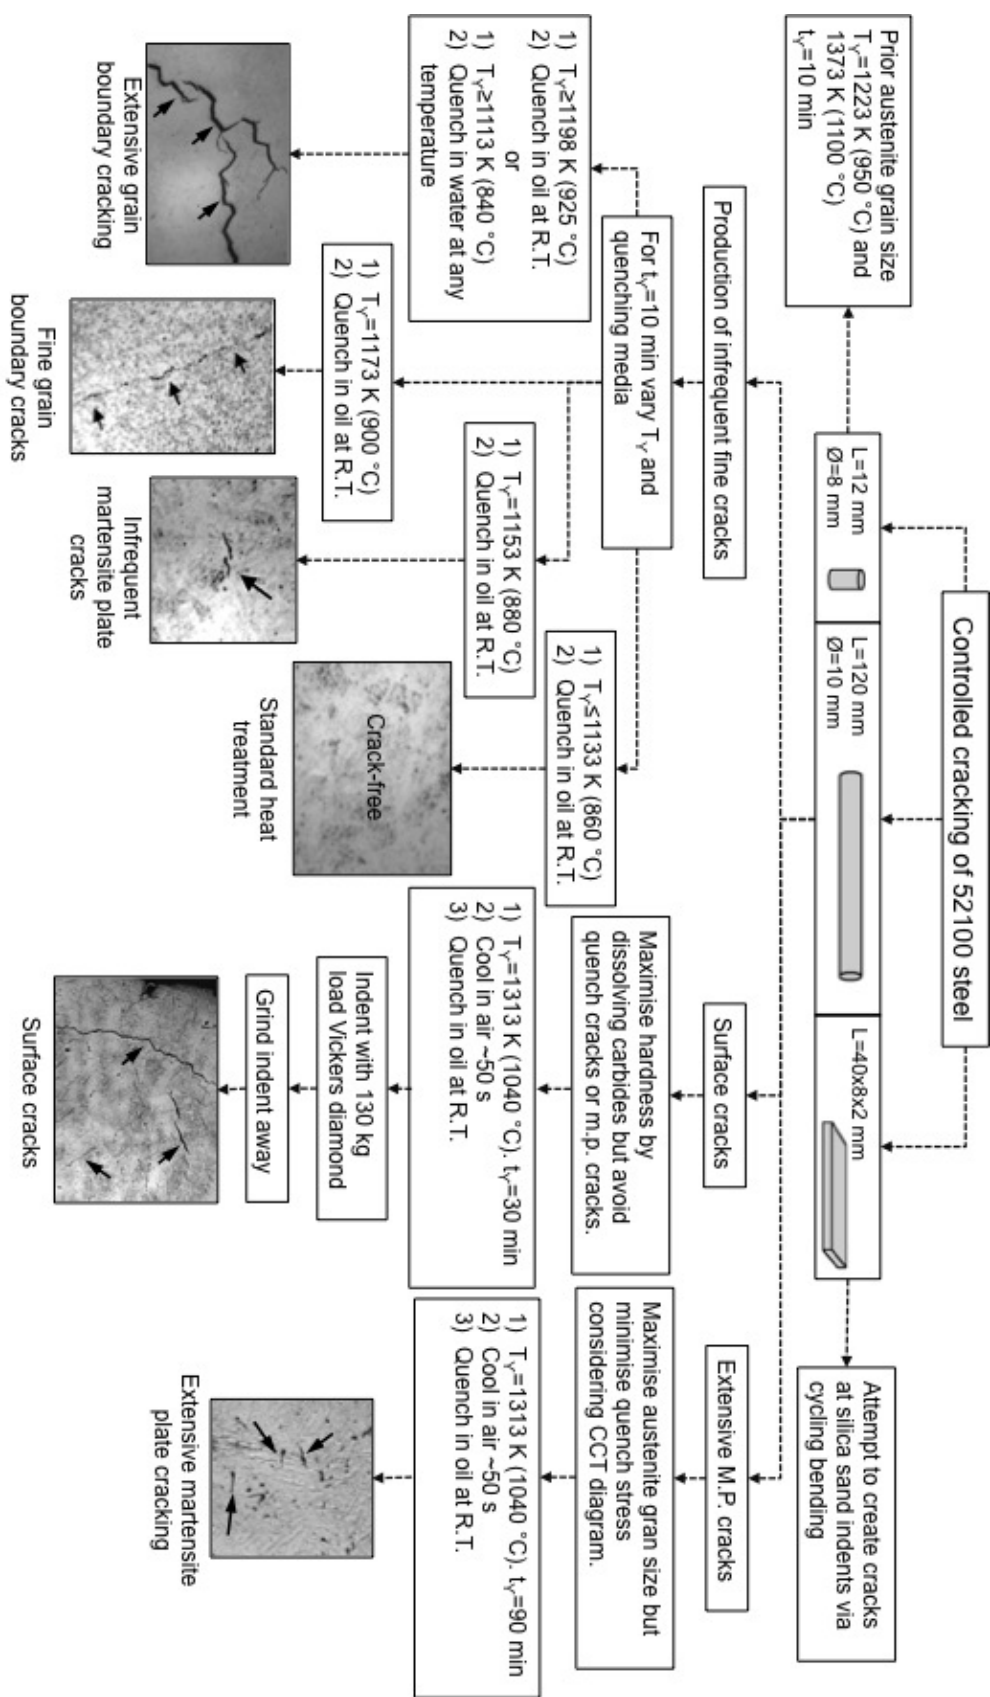 Controlled cracking of 52100 steel
L=12 mm
Ø=8 mm
L=120 mm
Ø=10 mm
L=40x8x2 mm
Prior austenite grain size
Tγ=1223 K (950 °C) and
1373 K (1100 °C)
tγ=10 min
Attempt to create cracks
at silica sand indents via
cycling bending
Production of infrequent fine cracks
Surface cracks
Extensive M.P. cracks
For tγ=10 min vary Tγ and
quenching media
Maximise hardness by
dissolving carbides but avoid
quench cracks or m.p. cracks.
Maximise austenite gran size but
minimise quench stress
considering CCT diagram.
1) Tγ≥1198 K (925 °C)
2) Quench in oil at R.T.
or
1) Tγ≥1113 K (840 °C)
2) Quench in water at any
temperature
1) Tγ=1173 K (900 °C)
2) Quench in oil at R.T.
1) Tγ=1153 K (880 °C)
2) Quench in oil at R.T.
1) Tγ≤1133 K (860 °C)
2) Quench in oil at R.T.
1) Tγ=1313 K (1040 °C). tγ=30 min
2) Cool in air ~50 s
3) Quench in oil at R.T.
1) Tγ=1313 K (1040 °C). tγ=90 min
2) Cool in air ~50 s
3) Quench in oil at R.T.
Indent with 130 kg
load Vickers diamond
Grind indent away
Crack-free
Extensive grain
boundary cracking
Fine grain
boundary cracks
Infrequent
martensite plate
cracks
Standard heat
treatment
Surface cracks
Extensive martensite
plate cracking